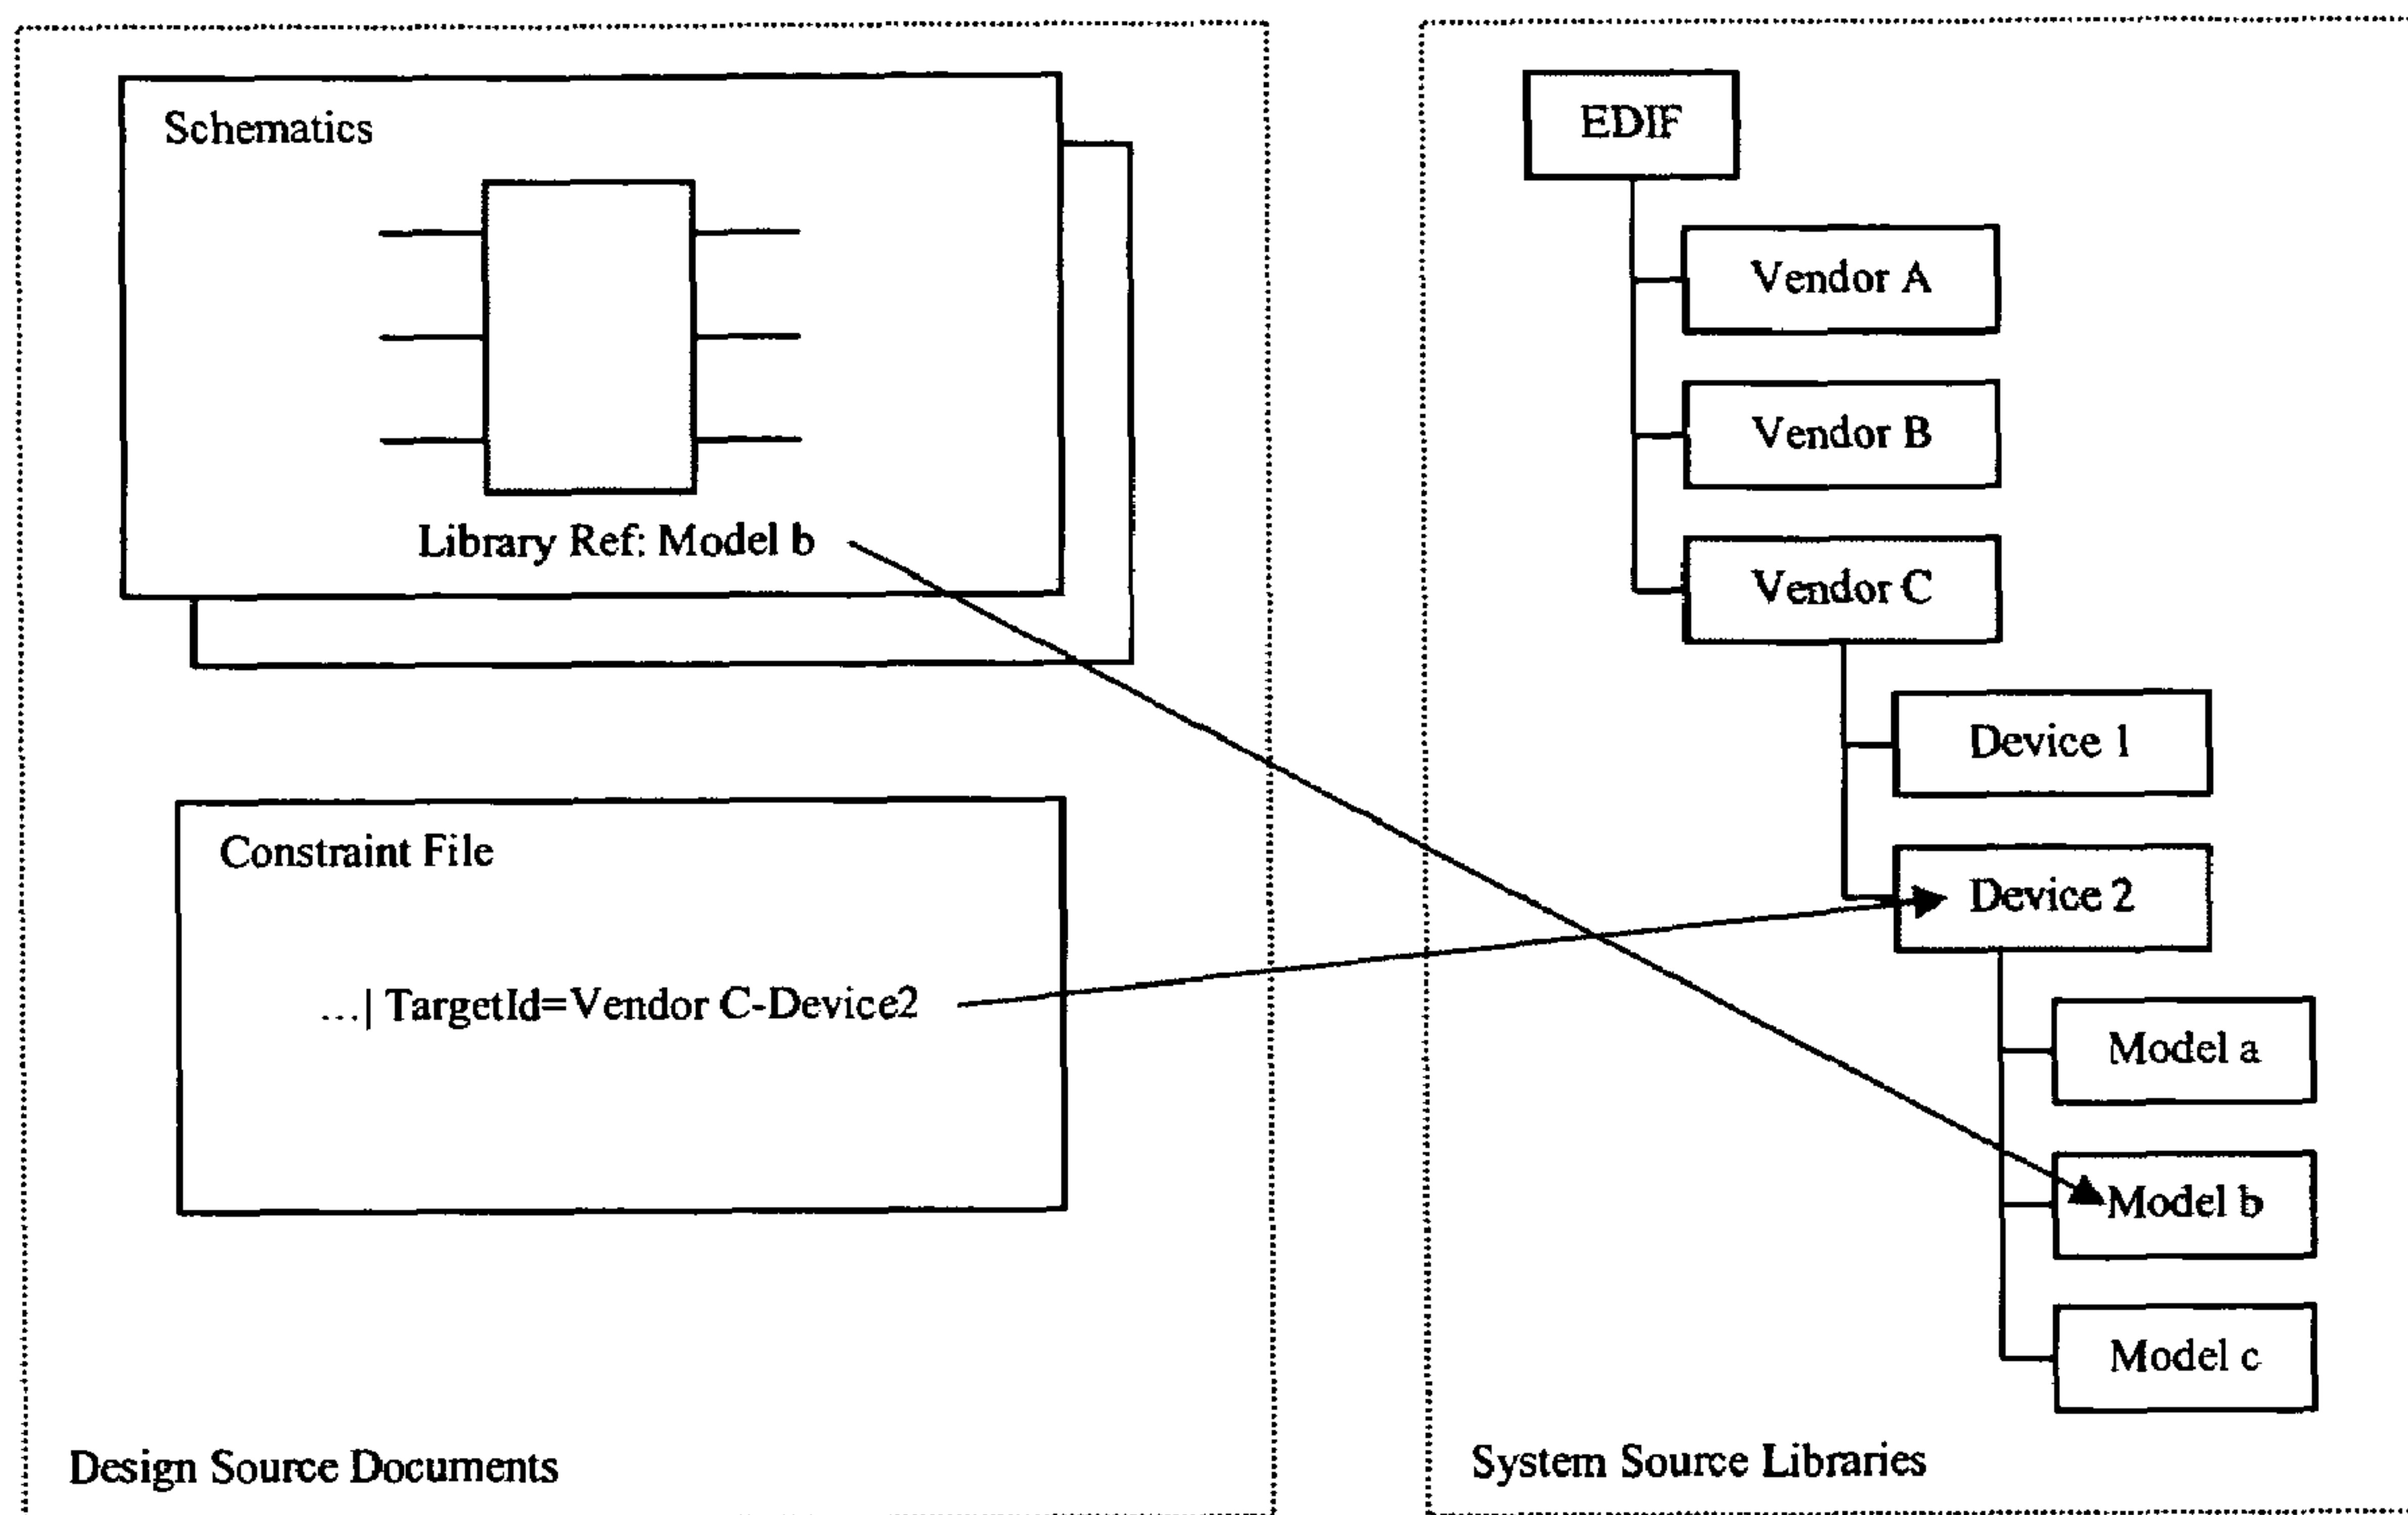 Schematics
Library Ref: Model b
Constraint File
...| TargetId=Vendor C-Device2
Design Source Documents
EDIF
Vendor A
Vendor B
Vendor C
Device 1
Device 2
Model a
Model b
Model c
System Source Libraries